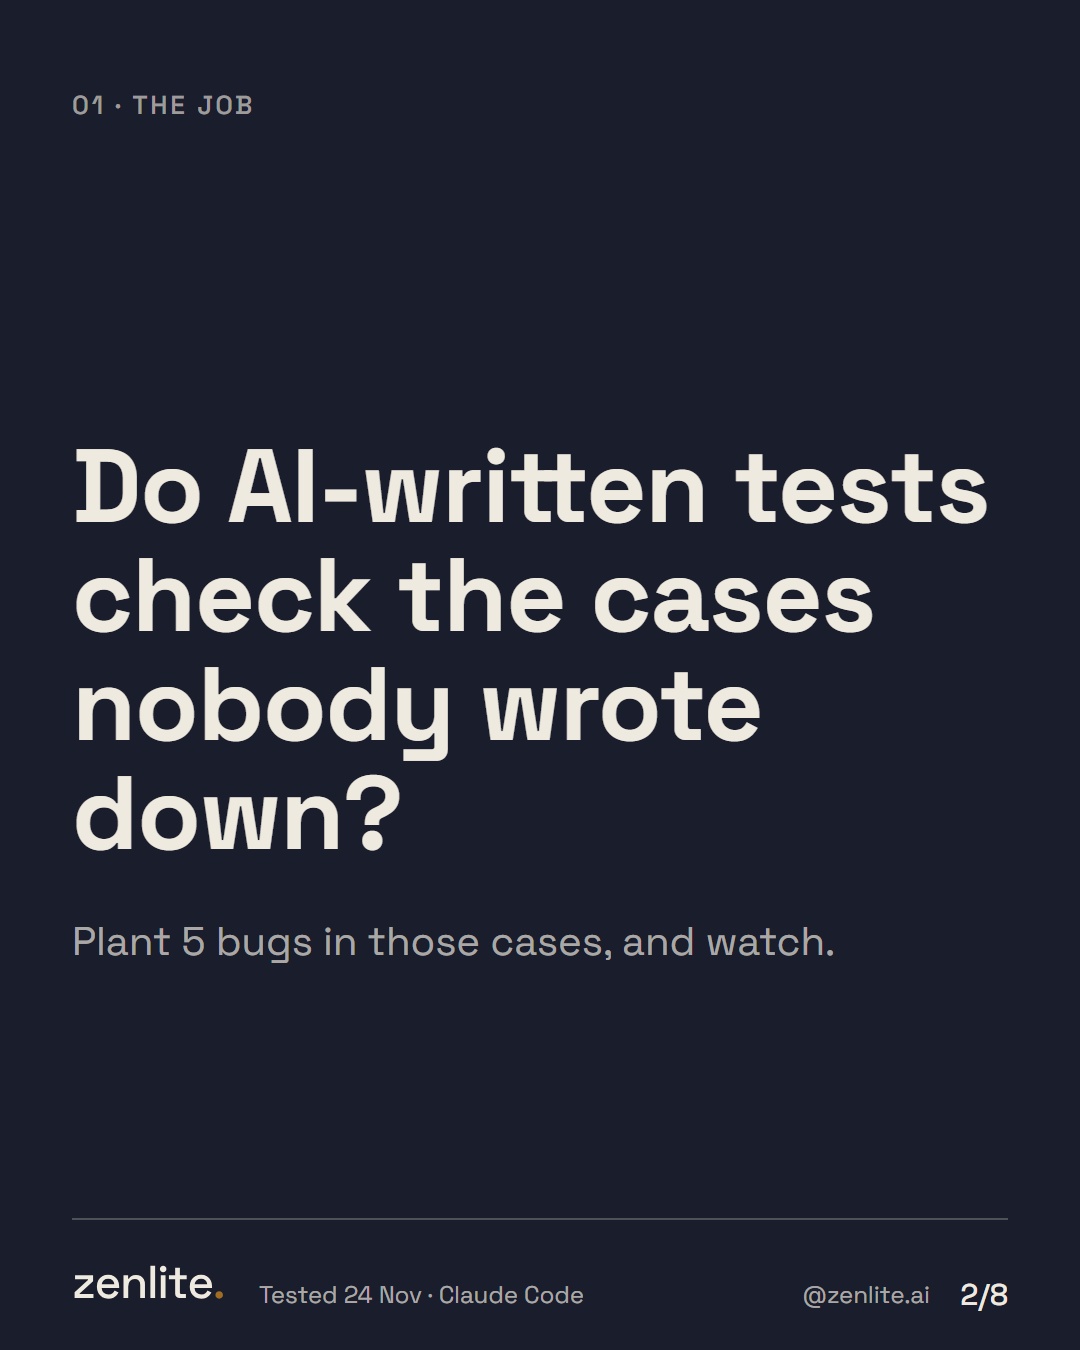 01 · THE JOB
Do AI-written tests
check the cases
nobody wrote
down?
Plant 5 bugs in those cases, and watch.
zenlite. Tested 24 Nov · Claude Code @zenlite.ai 2/8